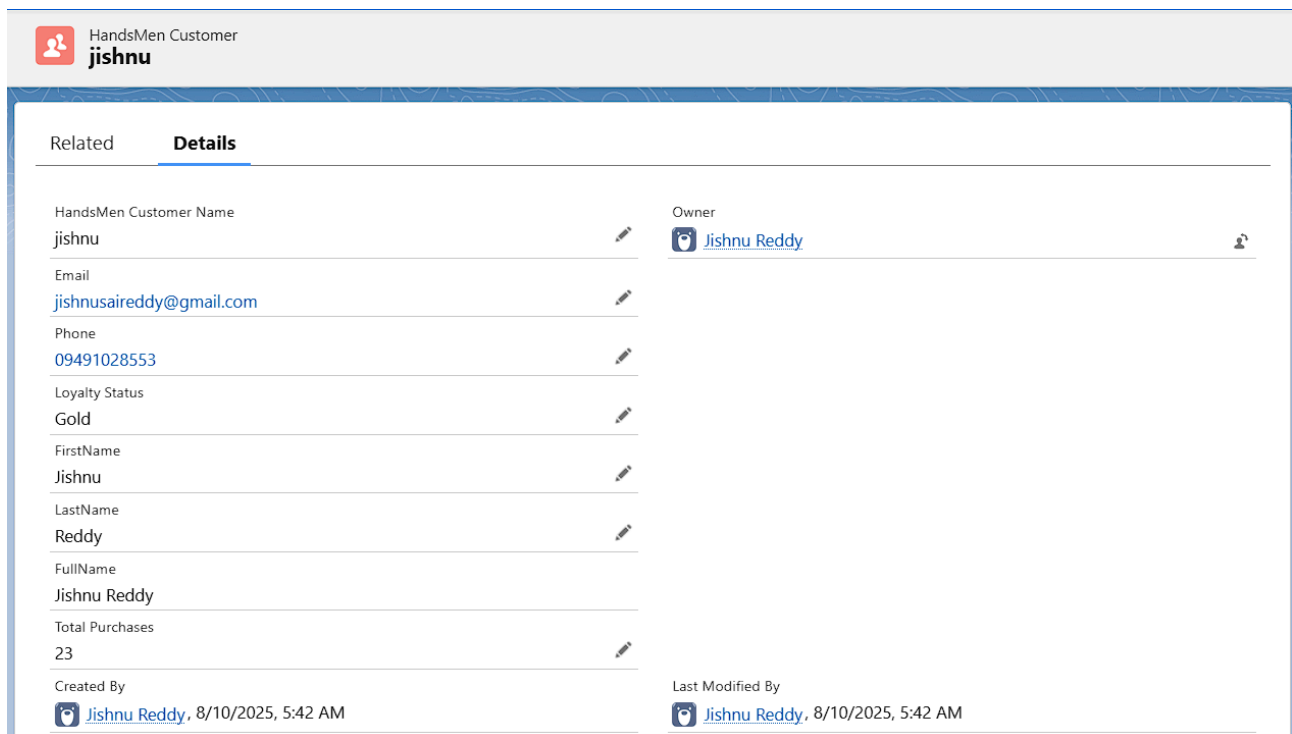 HandsMen Customer
jishnu
Related Details
HandsMen Customer Name
jishnu
Owner
Jishnu Reddy
Email
jishnusaireddy@gmail.com
Phone
09491028553
Loyalty Status
Gold
FirstName
Jishnu
LastName
Reddy
FullName
Jishnu Reddy
Total Purchases
23
Created By
Jishnu Reddy, 8/10/2025, 5:42 AM
Last Modified By
Jishnu Reddy, 8/10/2025, 5:42 AM